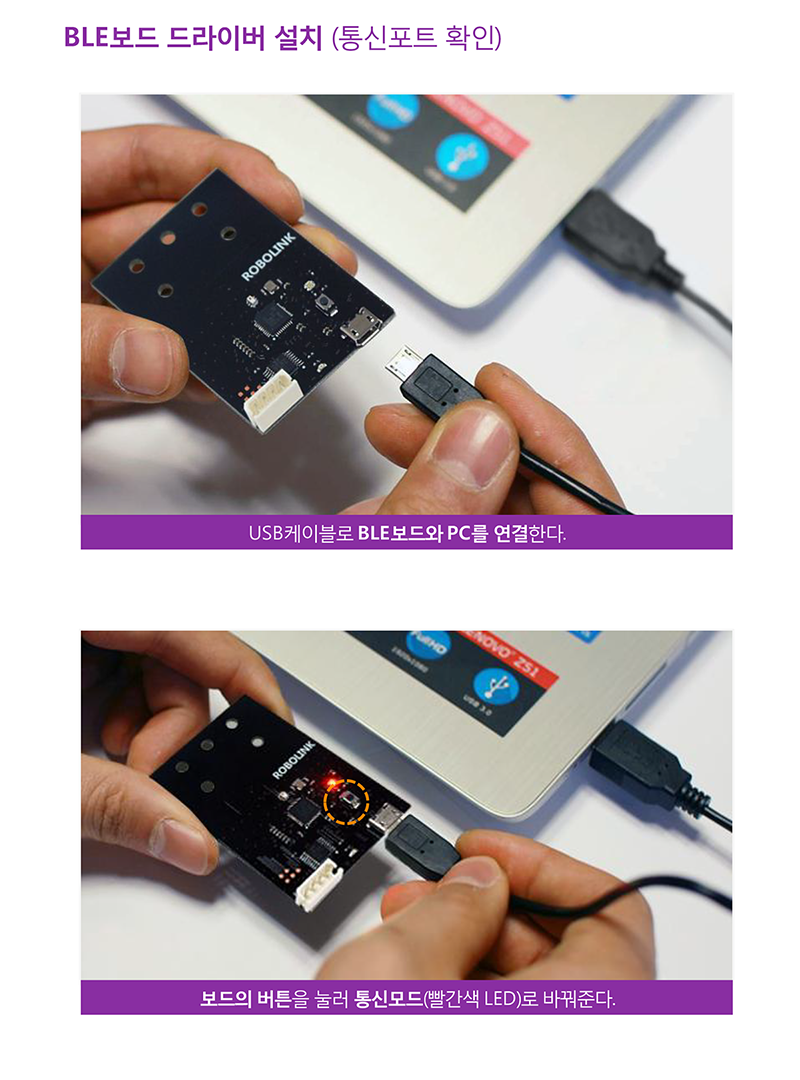 BLE보드 드라이버 설치 (통신포트 확인)
ROBOLINK
USB케이블로 BLE보드와 PC를 연결한다.
FullHD
1920x1080
LENOVO Z51
USB 3.0
ROBOLINK
보드의 버튼을 눌러 통신모드(빨간색 LED)로 바꿔준다.